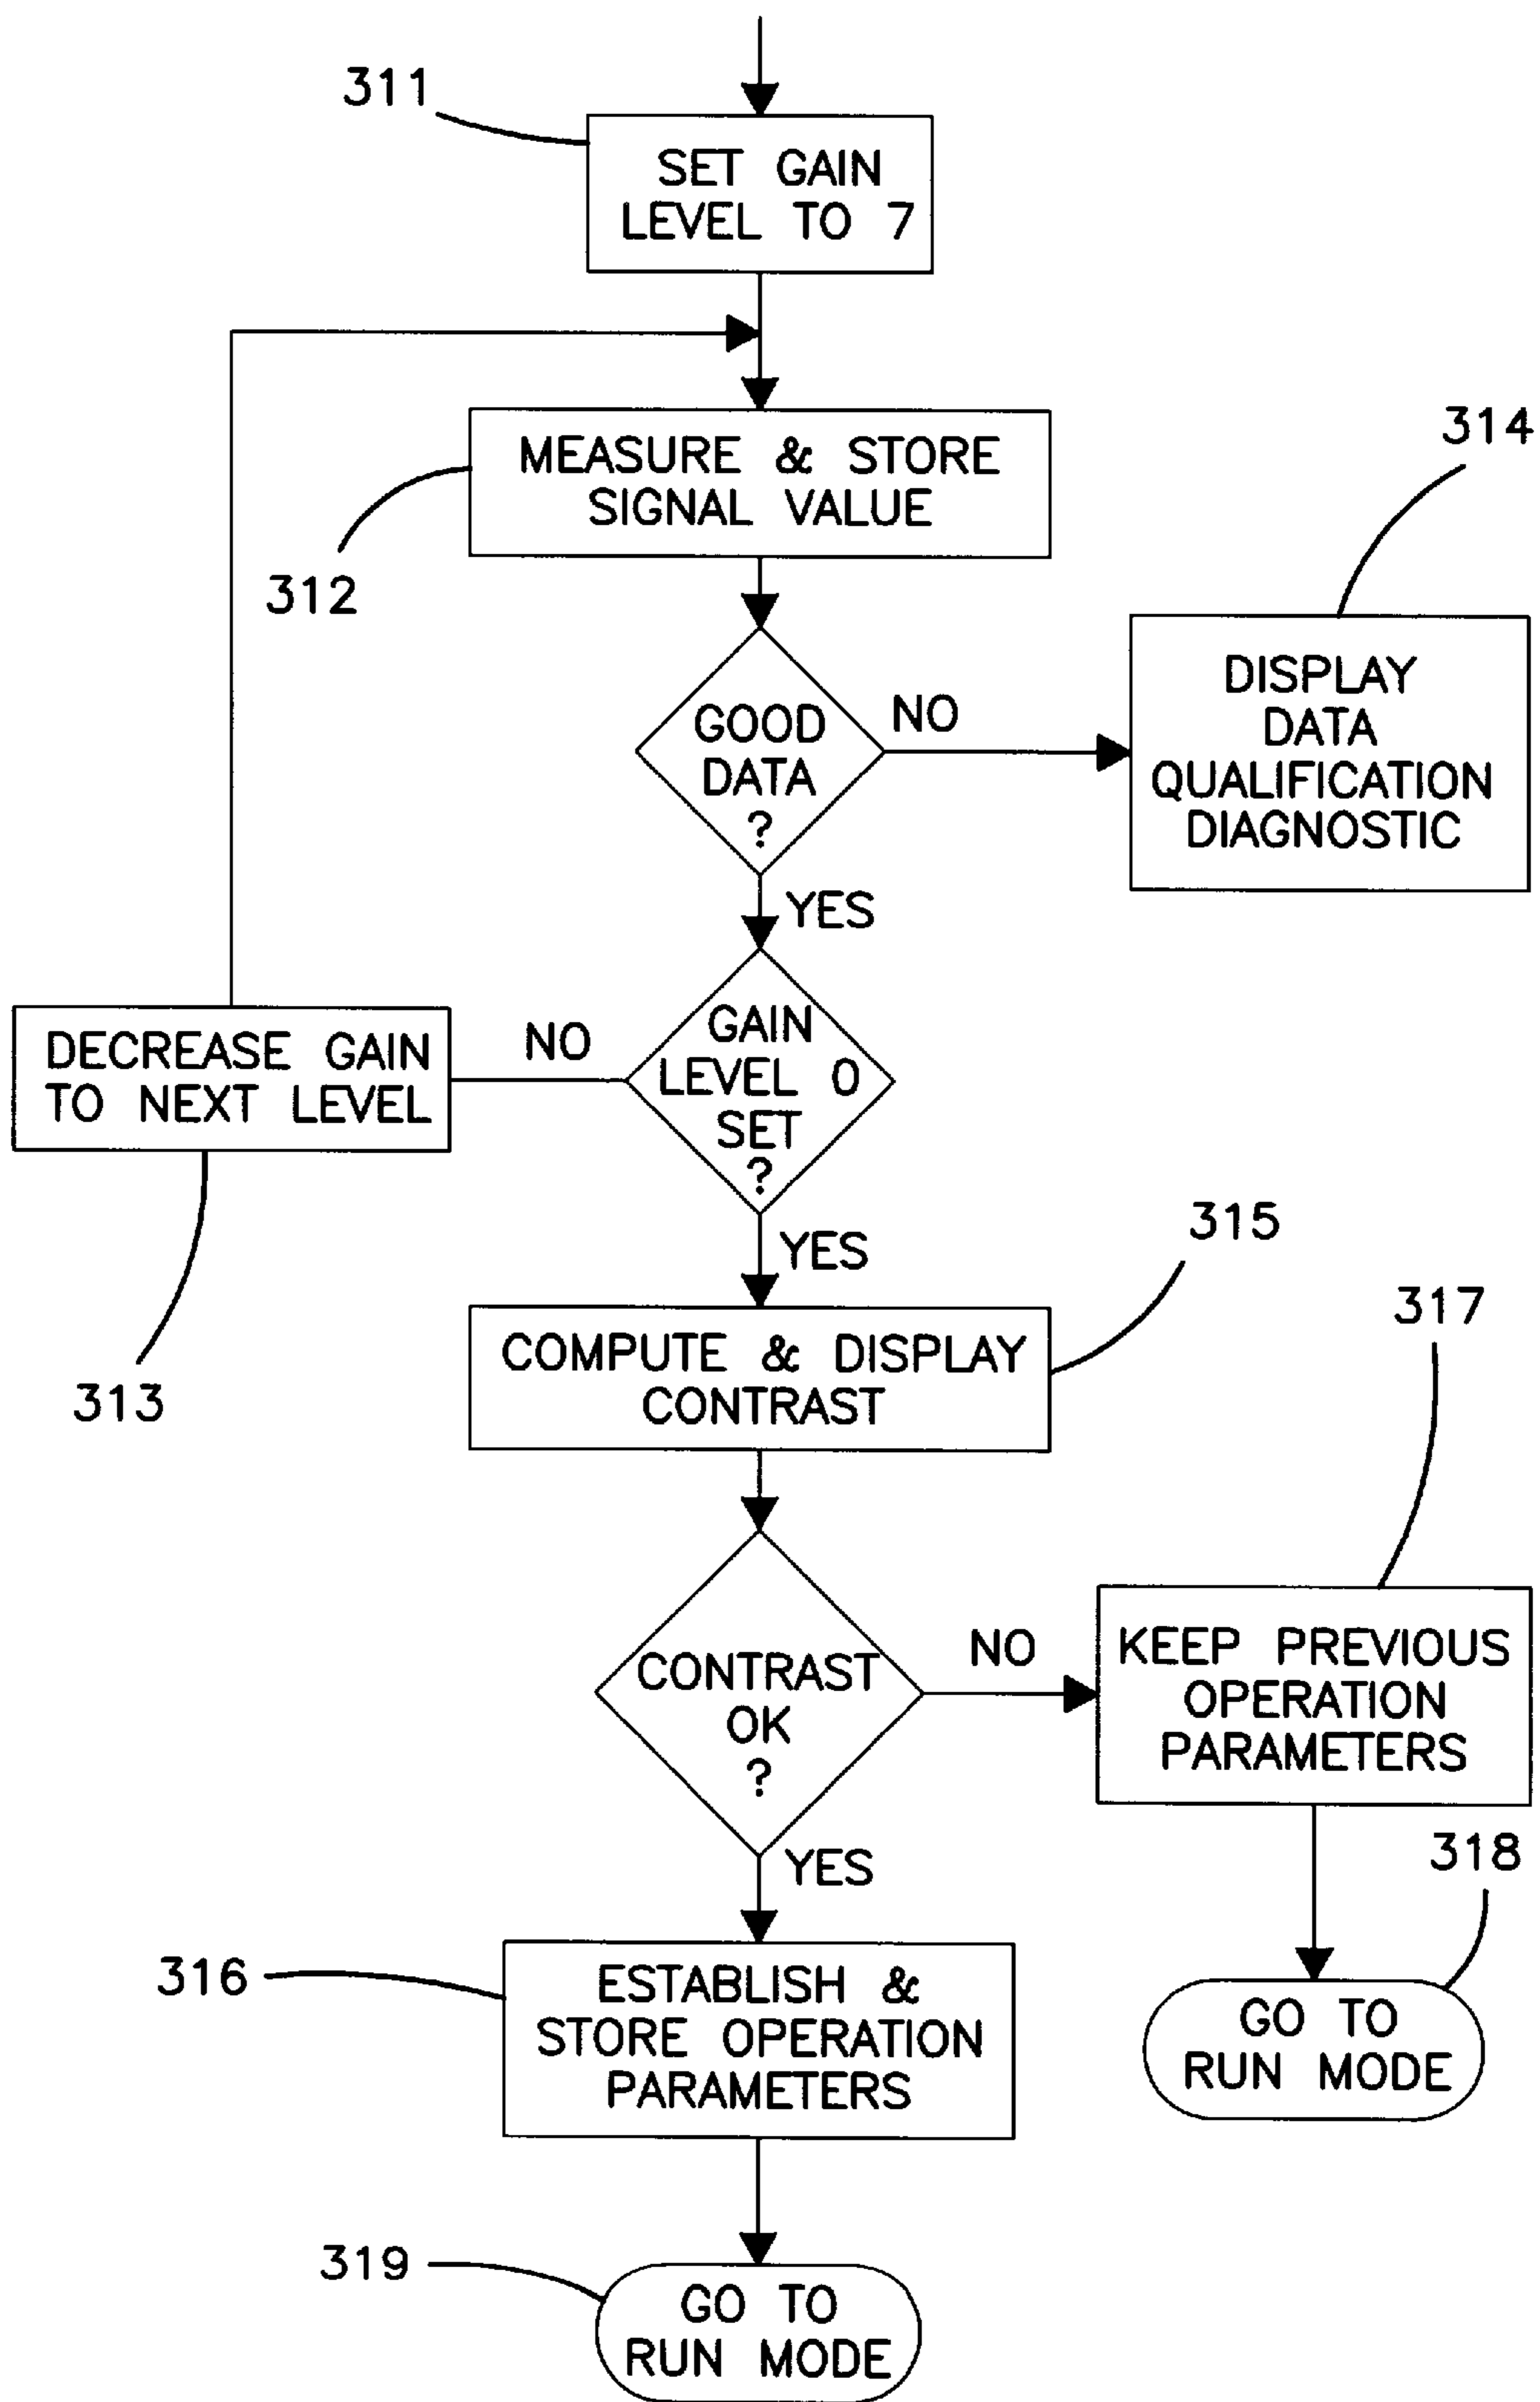 311
SET GAIN
LEVEL TO 7
MEASURE & STORE
SIGNAL VALUE
312
314
GOOD
DATA
?
NO
DISPLAY
DATA
QUALIFICATION
DIAGNOSTIC
YES
GAIN
LEVEL 0
SET
?
NO
DECREASE GAIN
TO NEXT LEVEL
313
YES
315
COMPUTE & DISPLAY
CONTRAST
317
CONTRAST
OK
?
NO
KEEP PREVIOUS
OPERATION
PARAMETERS
YES
318
316
ESTABLISH &
STORE OPERATION
PARAMETERS
GO TO
RUN MODE
319
GO TO
RUN MODE